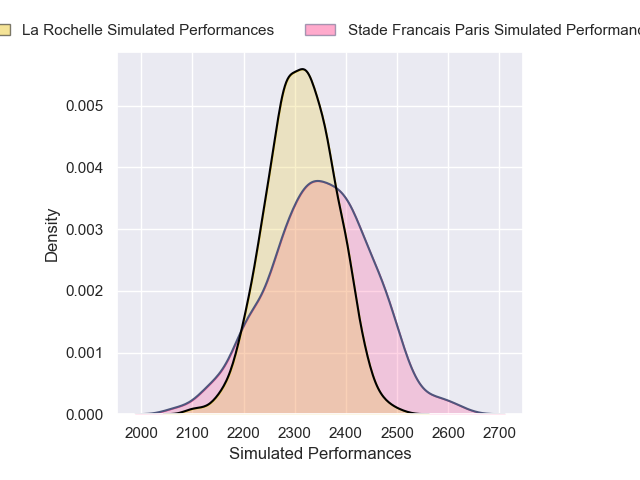 La Rochelle Simulated Performances
Stade Francais Paris Simulated
Density
0.005
0.004
0.003
0.002
0.001
0.000
2000 2100 2200 2300 2400 2500 2600 2700
Simulated Performances